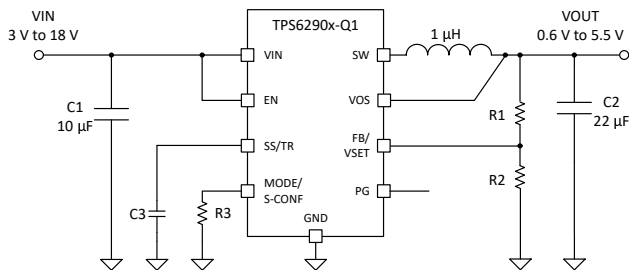 VIN
3 V to 18 V
TPS6290x-Q1
VOUT
0.6 V to 5.5 V
1 µH
VIN
SW
EN
VOS
C1
10 µF
R1
C2
22 µF
SS/TR
FB/
VSET
MODE/
S-CONF
PG
R2
C3
R3
GND